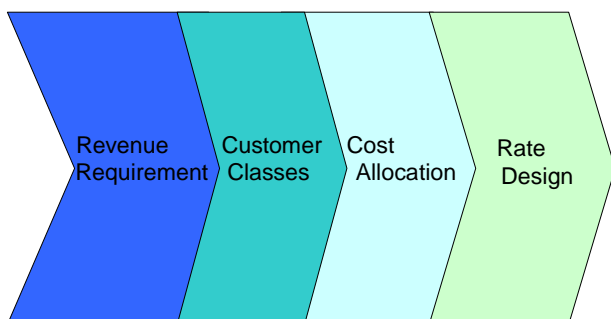 Revenue
Requirement
Customer
Classes
Cost
Allocation
Rate
Design